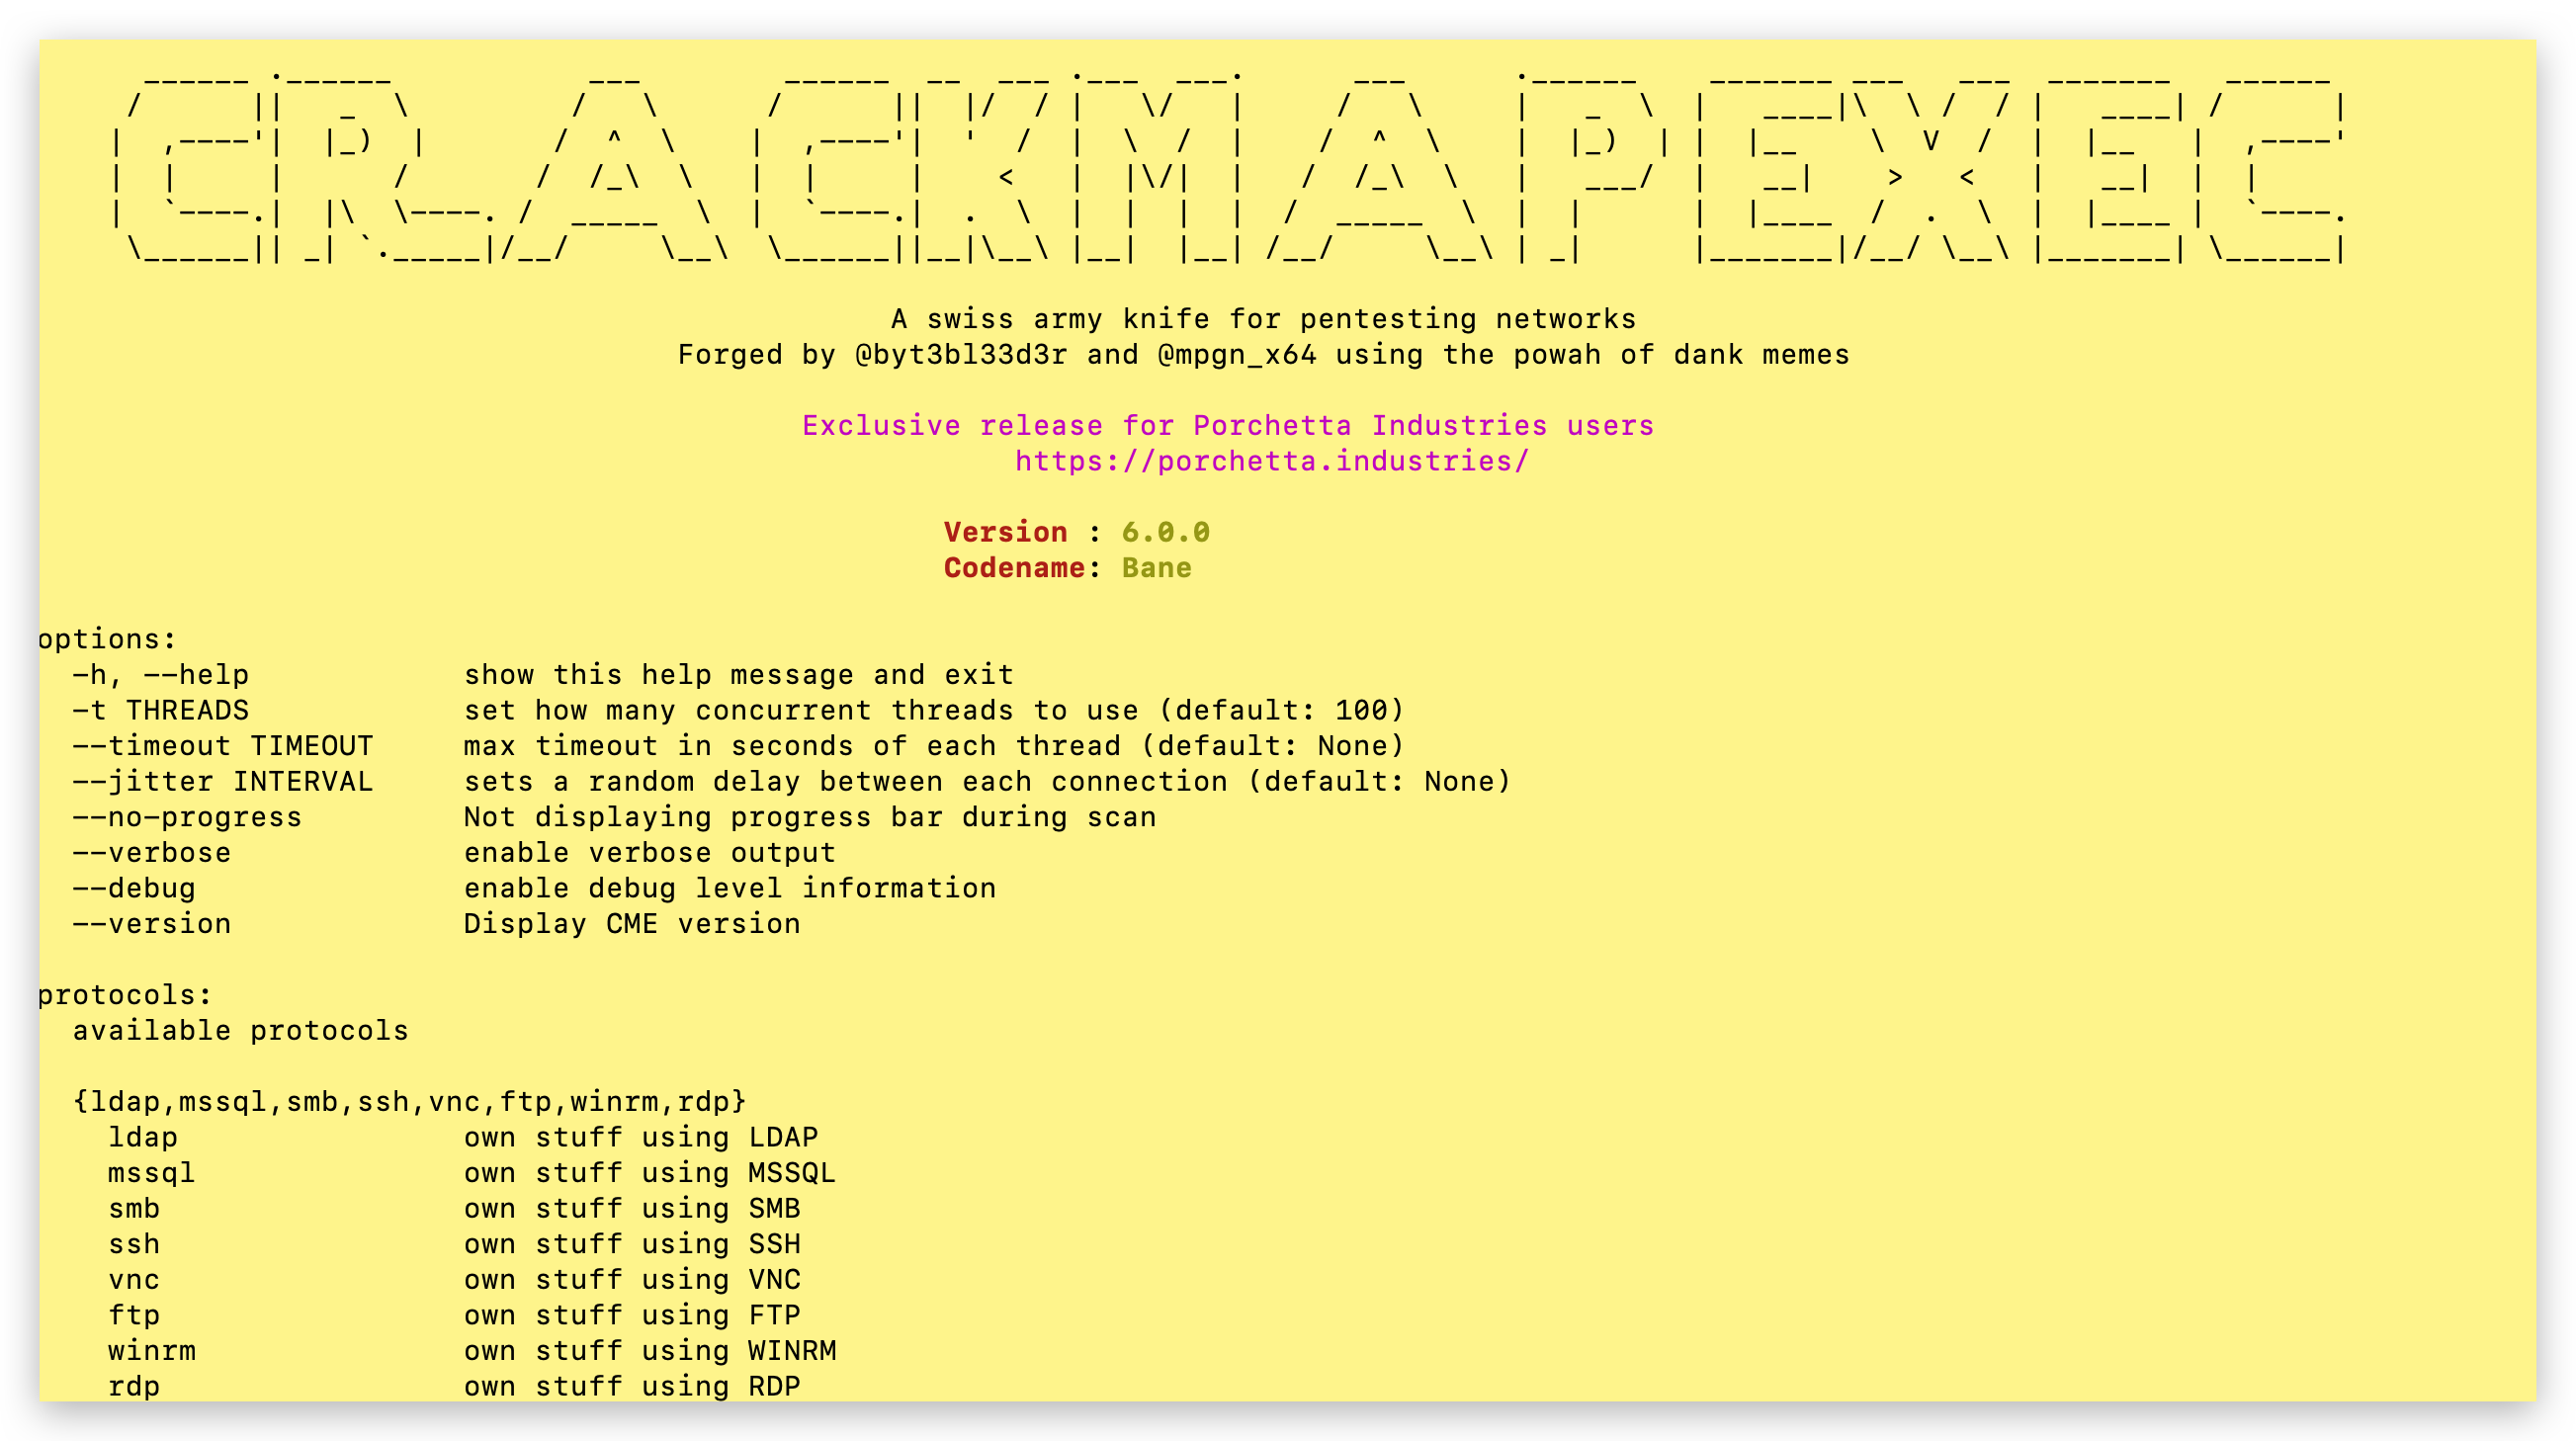 CRACKMAPEXEC
A swiss army knife for pentesting networks
Forged by @byt3bl33d3r and @mpgn_x64 using the powah of dank memes
Exclusive release for Porchetta Industries users
https://porchetta.industries/
Version : 6.0.0
Codename: Bane
options:
-h, --help show this help message and exit
-t THREADS set how many concurrent threads to use (default: 100)
--timeout TIMEOUT max timeout in seconds of each thread (default: None)
--jitter INTERVAL sets a random delay between each connection (default: None)
--no-progress Not displaying progress bar during scan
--verbose enable verbose output
--debug enable debug level information
--version Display CME version
protocols:
available protocols
{ldap,mssql,smb,ssh,vnc,ftp,winrm,rdp}
ldap own stuff using LDAP
mssql own stuff using MSSQL
smb own stuff using SMB
ssh own stuff using SSH
vnc own stuff using VNC
ftp own stuff using FTP
winrm own stuff using WINRM
rdp own stuff using RDP